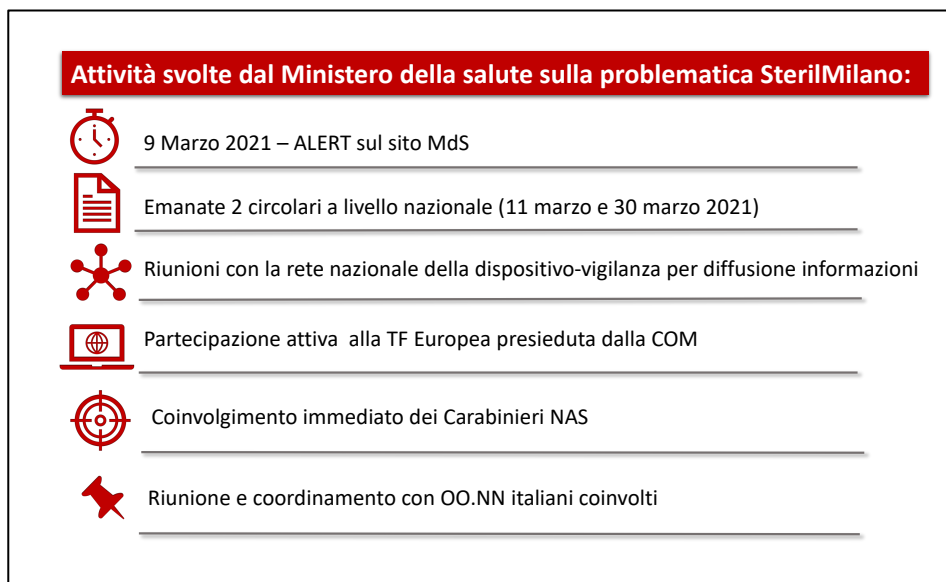 Attività svolte dal Ministero della salute sulla problematica SterilMilano:
9 Marzo 2021 – ALERT sul sito MdS
Emanate 2 circolari a livello nazionale (11 marzo e 30 marzo 2021)
Riunioni con la rete nazionale della dispositivo-vigilanza per diffusione informazioni
Partecipazione attiva  alla TF Europea presieduta dalla COM
Coinvolgimento immediato dei Carabinieri NAS
Riunione e coordinamento con OO.NN italiani coinvolti